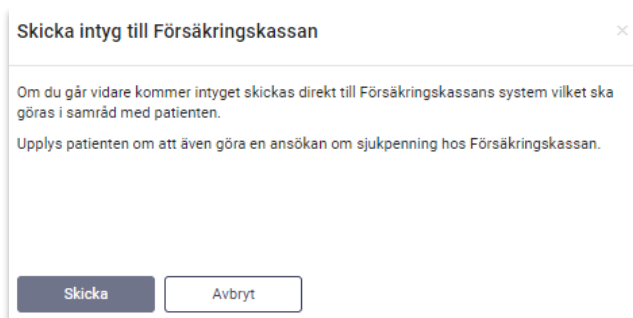 Skicka intyg till Försäkringskassan
Om du går vidare kommer intyget skickas direkt till Försäkringskassans system vilket ska
göras i samråd med patienten.
Upplys patienten om att även göra en ansökan om sjukpenning hos Försäkringskassan.
Skicka
Avbryt